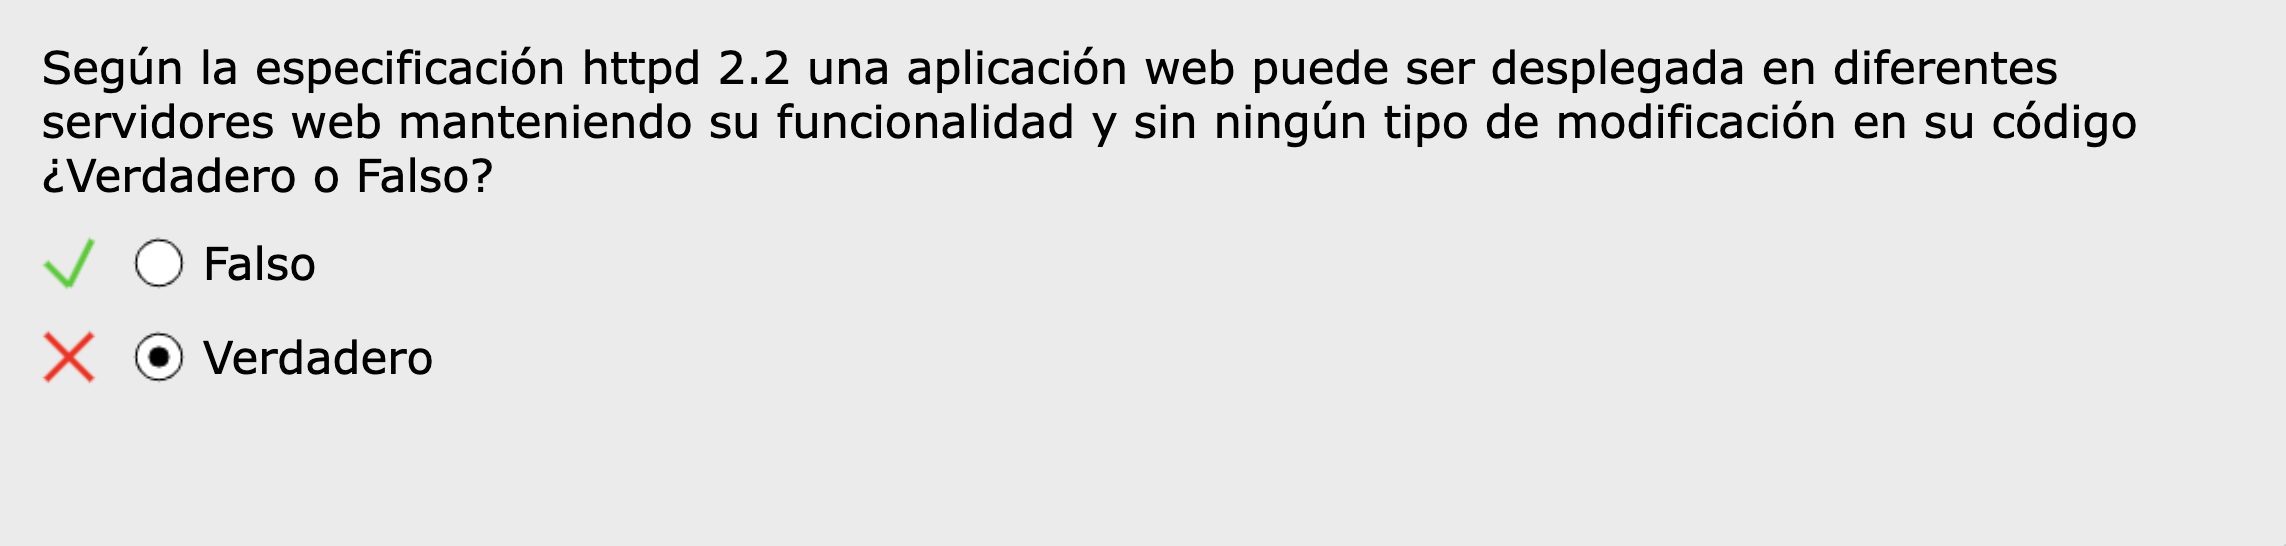 Según la especificación httpd 2.2 una aplicación web puede ser desplegada en diferentes
servidores web manteniendo su funcionalidad y sin ningún tipo de modificación en su código
¿Verdadero o Falso?
Falso
Verdadero